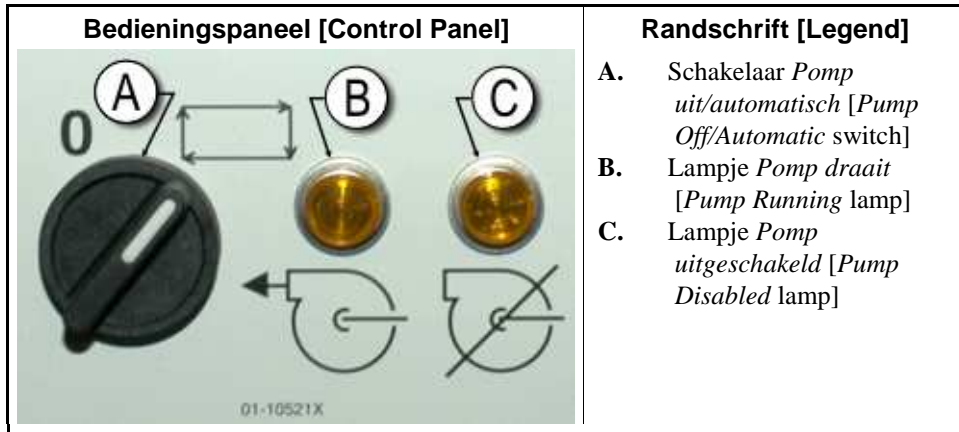 Bedieningspaneel [Control Panel]
Randschrift [Legend]
A
B
C
0
01-10521X
A. Schakelaar Pomp
uit/automatisch [Pump
Off/Automatic switch]
B. Lampje Pomp draait
[Pump Running lamp]
C. Lampje Pomp
uitgeschakeld [Pump
Disabled lamp]